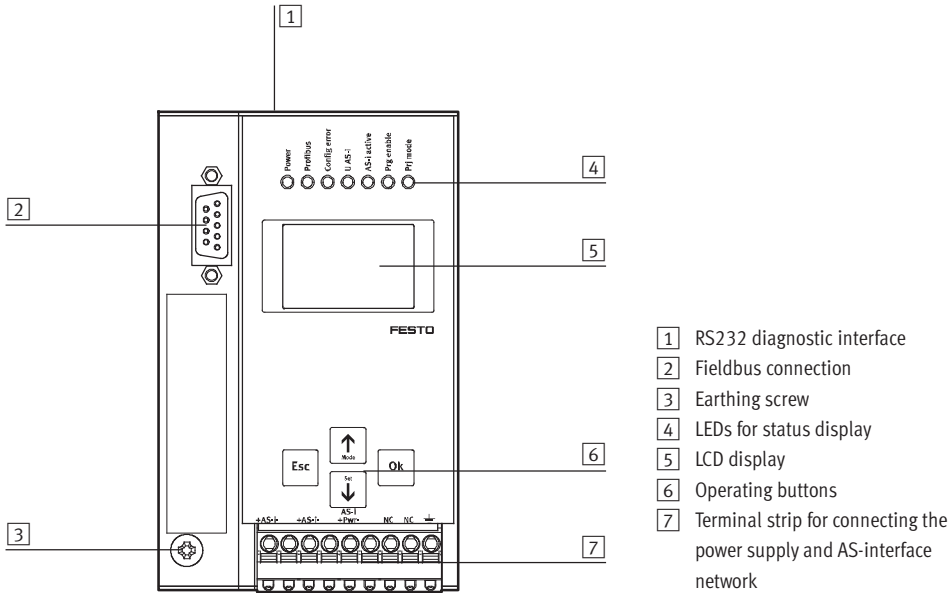 1
Power
Profibus
Config error
U AS-i
AS-i active
Prg enable
Prj mode
4
2
5
FESTO
Mode
Esc
Ok
6
Set
AS-i
+AS-i- +AS-i- +Pwr- NC NC
3
7
1 RS232 diagnostic interface
2 Fieldbus connection
3 Earthing screw
4 LEDs for status display
5 LCD display
6 Operating buttons
7 Terminal strip for connecting the
power supply and AS-interface
network